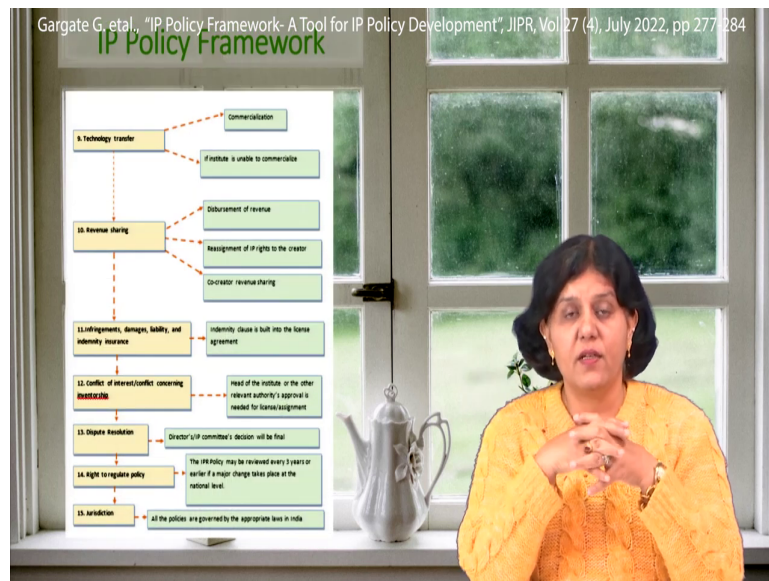 Gargate G. etal., “IP Policy Framework- A Tool for IP Policy Development”, JIPR, Vol 27 (4), July 2022, pp 277-284
IP Policy Framework
9. Technology transfer
Commercialization
If institute is unable to commercialize
10. Revenue sharing
Disbursement of revenue
Reassignment of IP rights to the creator
Co-creator revenue sharing
11.Infringements, damages, liability, and
indemnity insurance
Indemnity clause is built into the license
agreement
12. Conflict of interest/conflict concerning
inventorship
Head of the institute or the other
relevant authority's approval is
needed for license/assignment
13. Dispute Resolution
Director's/IP committee's decision will be final
14. Right to regulate policy
The IPR Policy may be reviewed every 3 years or
earlier if a major change takes place at the
national level.
15. Jurisdiction
All the policies are governed by the appropriate laws in India